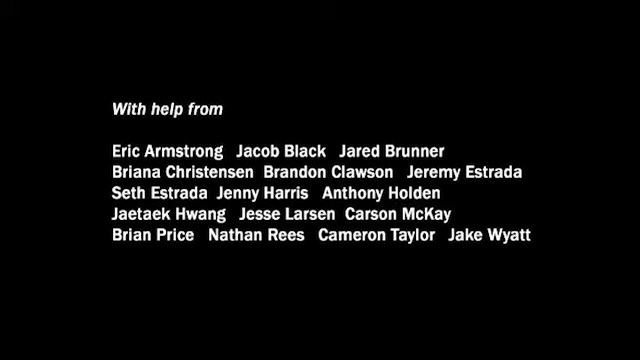 With help from
Eric Armstrong Jacob Black Jared Brunner
Briana Christensen Brandon Clawson Jeremy Estrada
Seth Estrada Jenny Harris Anthony Holden
Jaetaek Hwang Jesse Larsen Carson McKay
Brian Price Nathan Rees Cameron Taylor Jake Wyatt